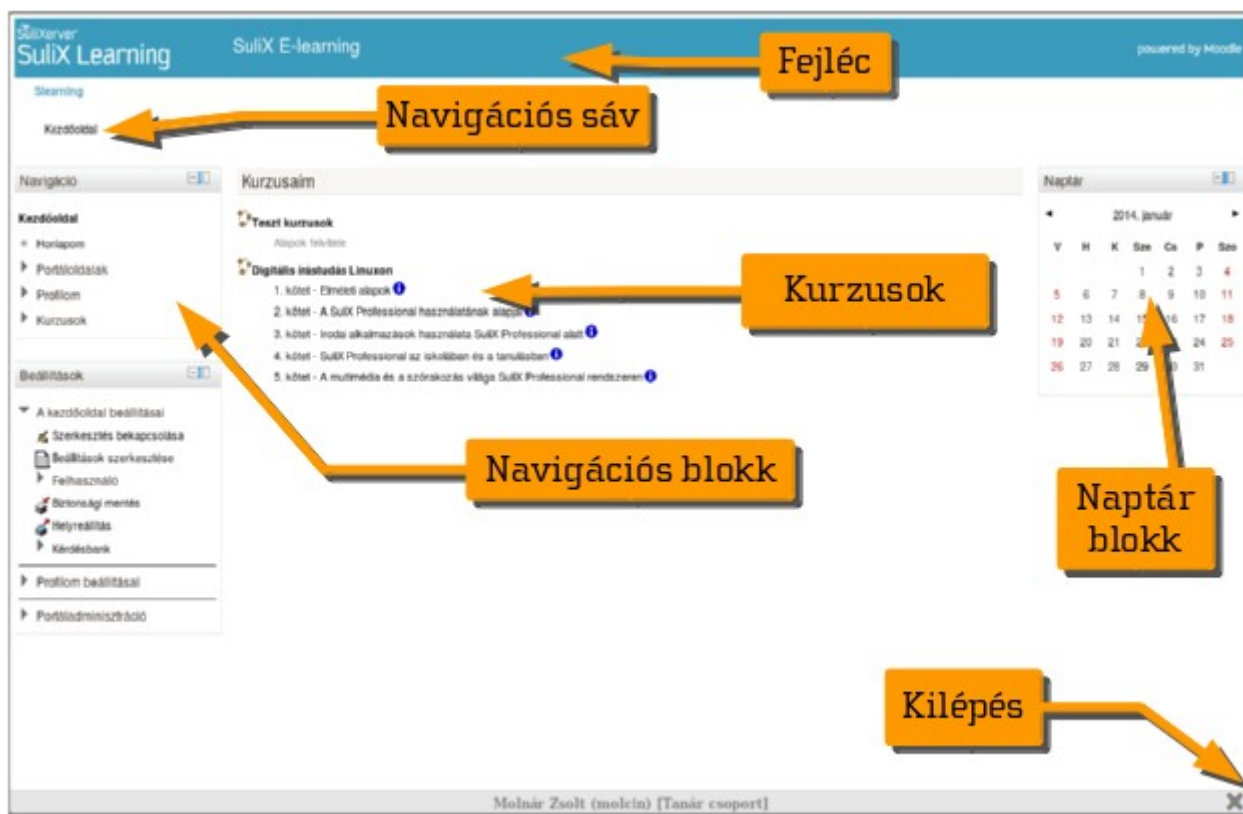 SuliXerver
SuliX Learning
SuliX E-learning
powered by Moodle
Fejléc
Slearning
Kezdőoldal
Navigációs sáv
Navigáció
Kezdőoldal
Honlapom
Portáloldalak
Profilom
Kurzusok
Beállítások
A kezdőoldal beállításai
Szerkesztés bekapcsolása
Beállítások szerkesztése
Felhasználó
Biztonsági mentés
Helyreállítás
Kérdésbank
Profilom beállításai
Portáladminisztráció
Kurzusaim
Teszt kurzusok
Alapok felvitele
Digitális írástudás Linuxon
1. kötet - Elméleti alapok
2. kötet - A SuliX Professional használatának alapjai
3. kötet - Irodai alkalmazások használata SuliX Professional alatt
4. kötet - SuliX Professional az iskolában és a tanulásban
5. kötet - A mutimédia és a szórakozás világa SuliX Professional rendszeren
Kurzusok
Navigációs blokk
Naptár
2014. január
V H K Sze Cs P Szo
1 2 3 4
5 6 7 8 9 10 11
12 13 14 15 16 17 18
19 20 21 23 24 25
26 27 28 29 30 31
Naptár
blokk
Kilépés
Molnár Zsolt (molcin) [Tanár csoport]